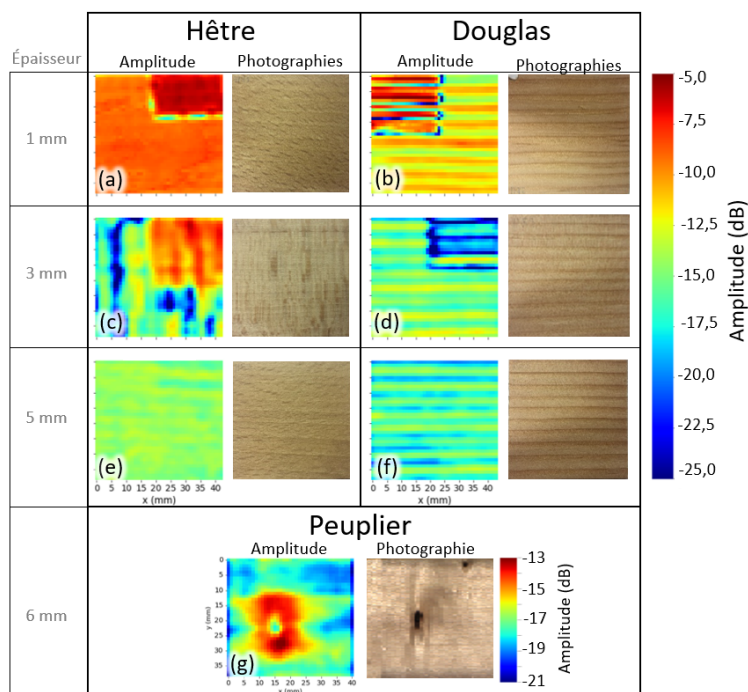 Hêtre
Douglas
Épaisseur
Amplitude
Photographies
Amplitude
Photographies
1 mm
(a)
(b)
3 mm
(c)
(d)
5 mm
(e)
(f)
0 5 10 15 20 25 30 35 40
x (mm)
0 5 10 15 20 25 30 35 40
x (mm)
-5,0
-7,5
-10,0
-12,5
-15,0
-17,5
-20,0
-22,5
-25,0
Amplitude (dB)
Peuplier
6 mm
Amplitude
Photographie
0
5
10
15
20
25
30
35
y (mm)
(g)
0 5 10 15 20 25 30 35 40
x (mm)
-13
-15
-17
-19
-21
Amplitude (dB)